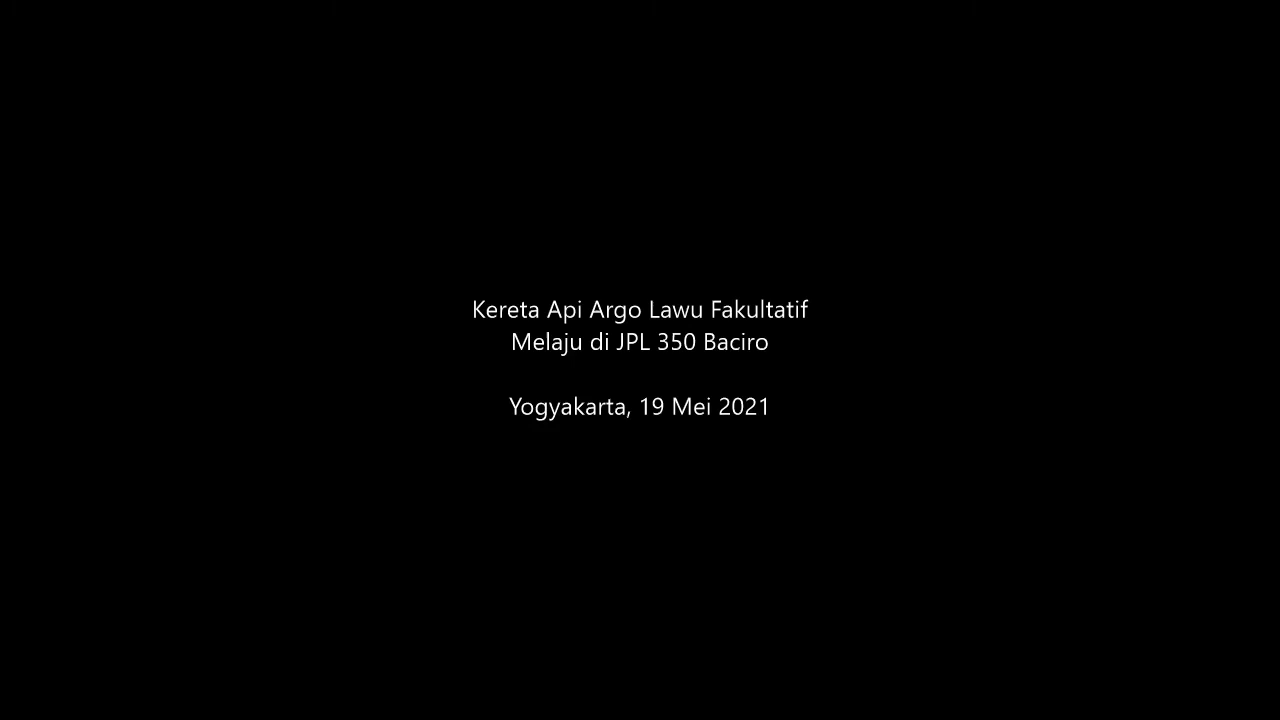 Kereta Api Argo Lawu Fakultatif
Melaju di JPL 350 Baciro
Yogyakarta, 19 Mei 2021